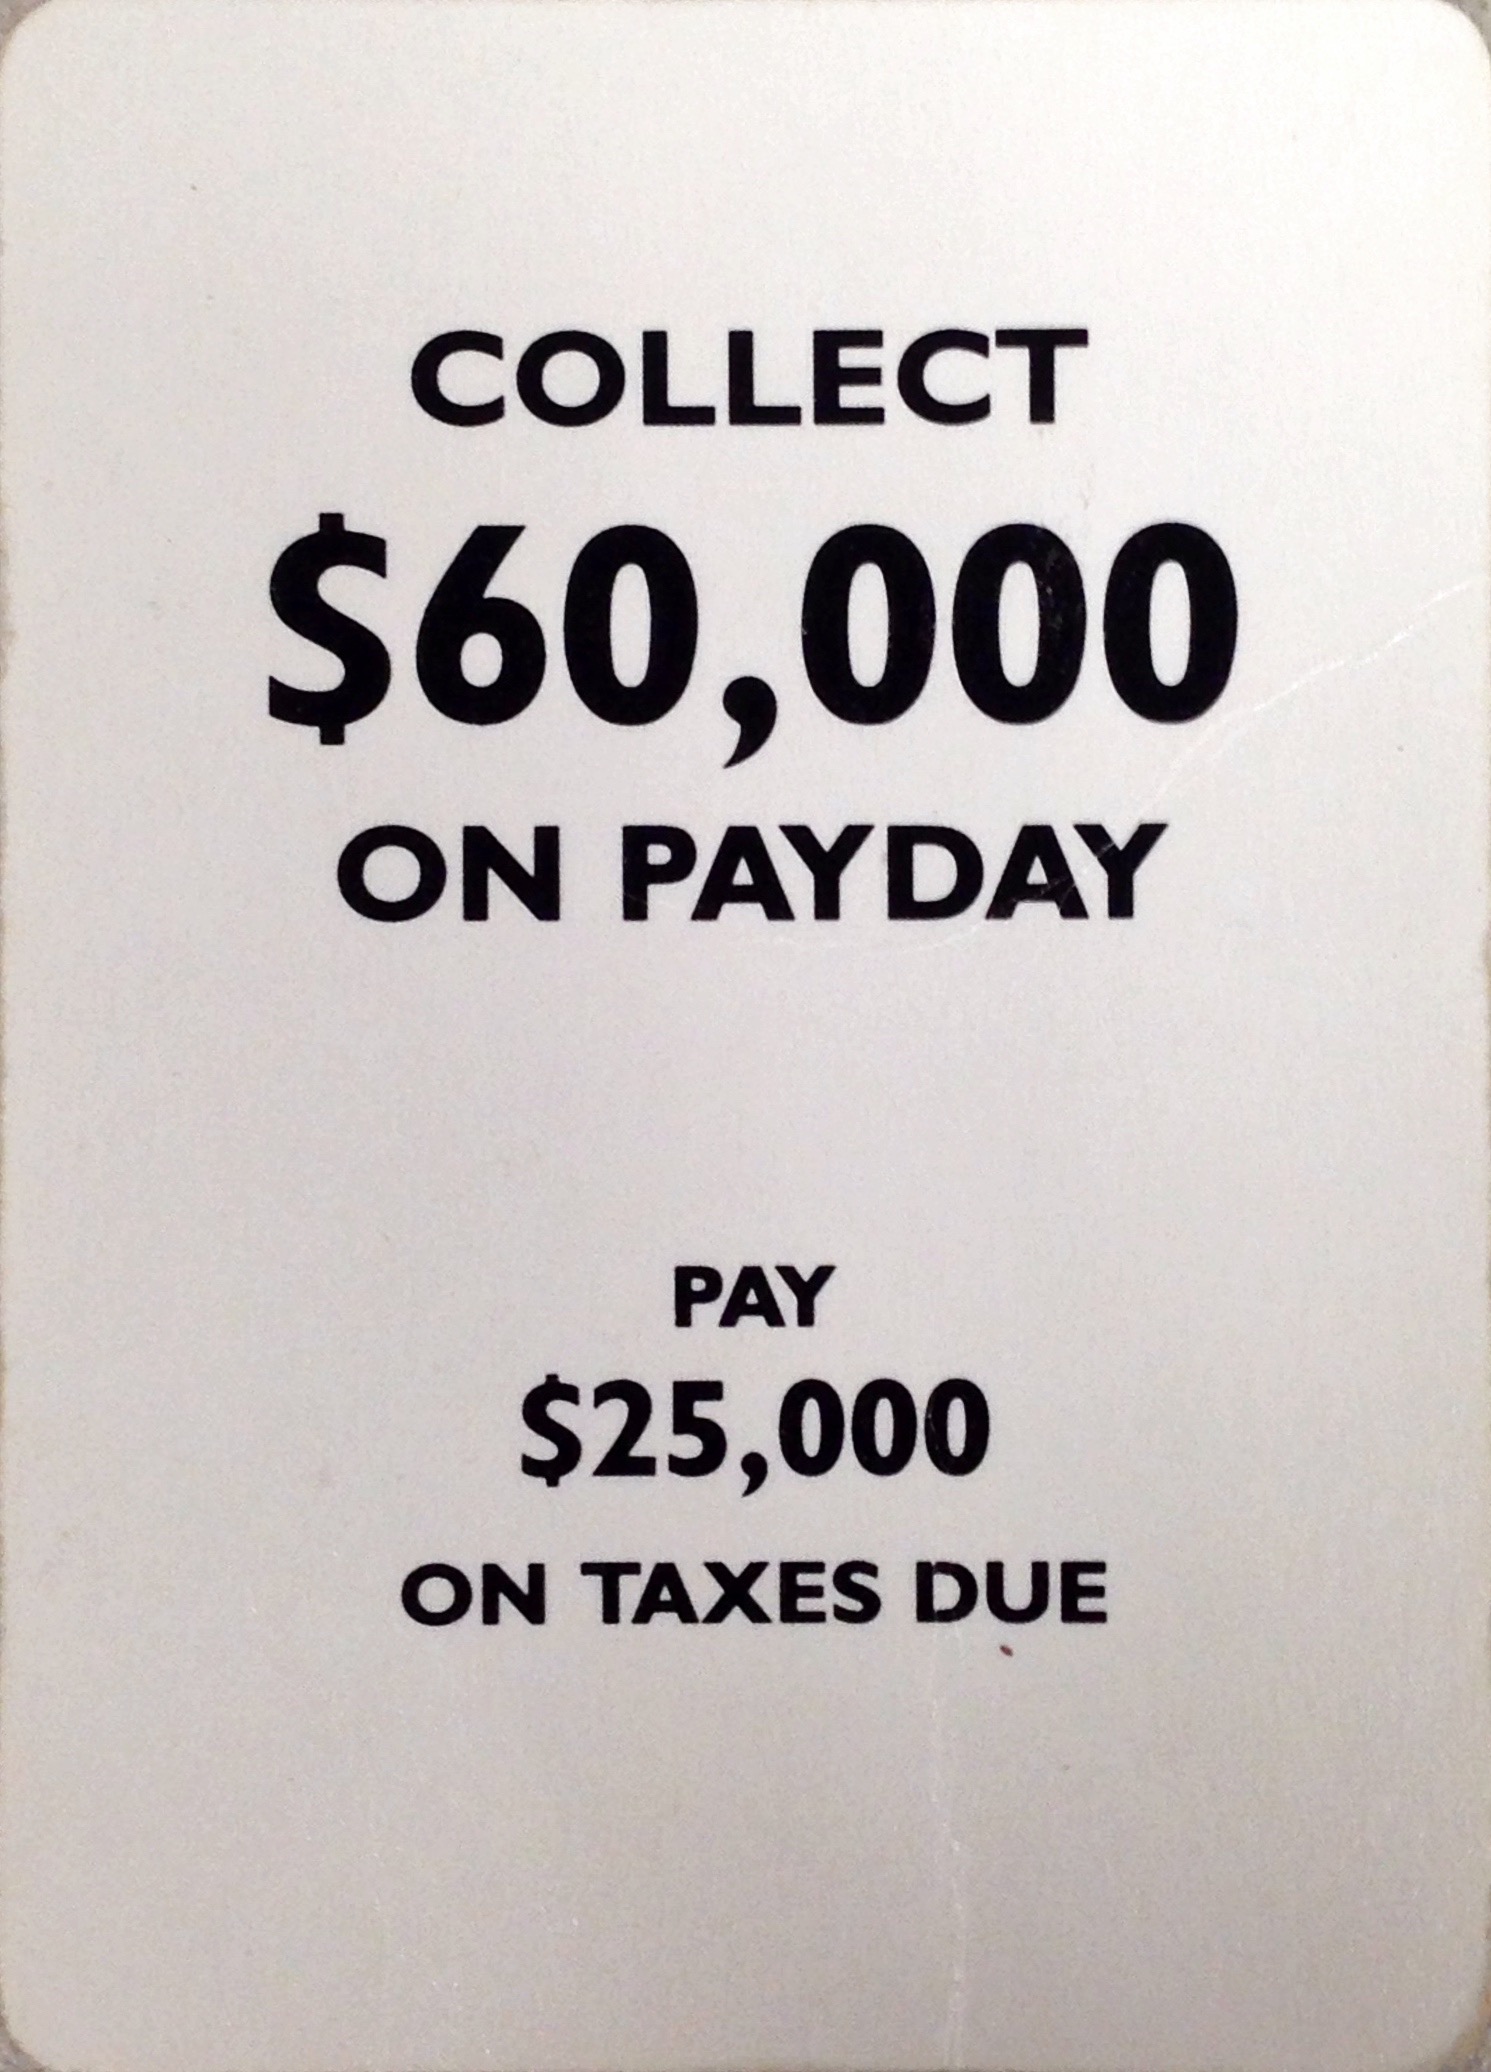 COLLECT
$60,000
ON PAYDAY
PAY
$25,000
ON TAXES DUE